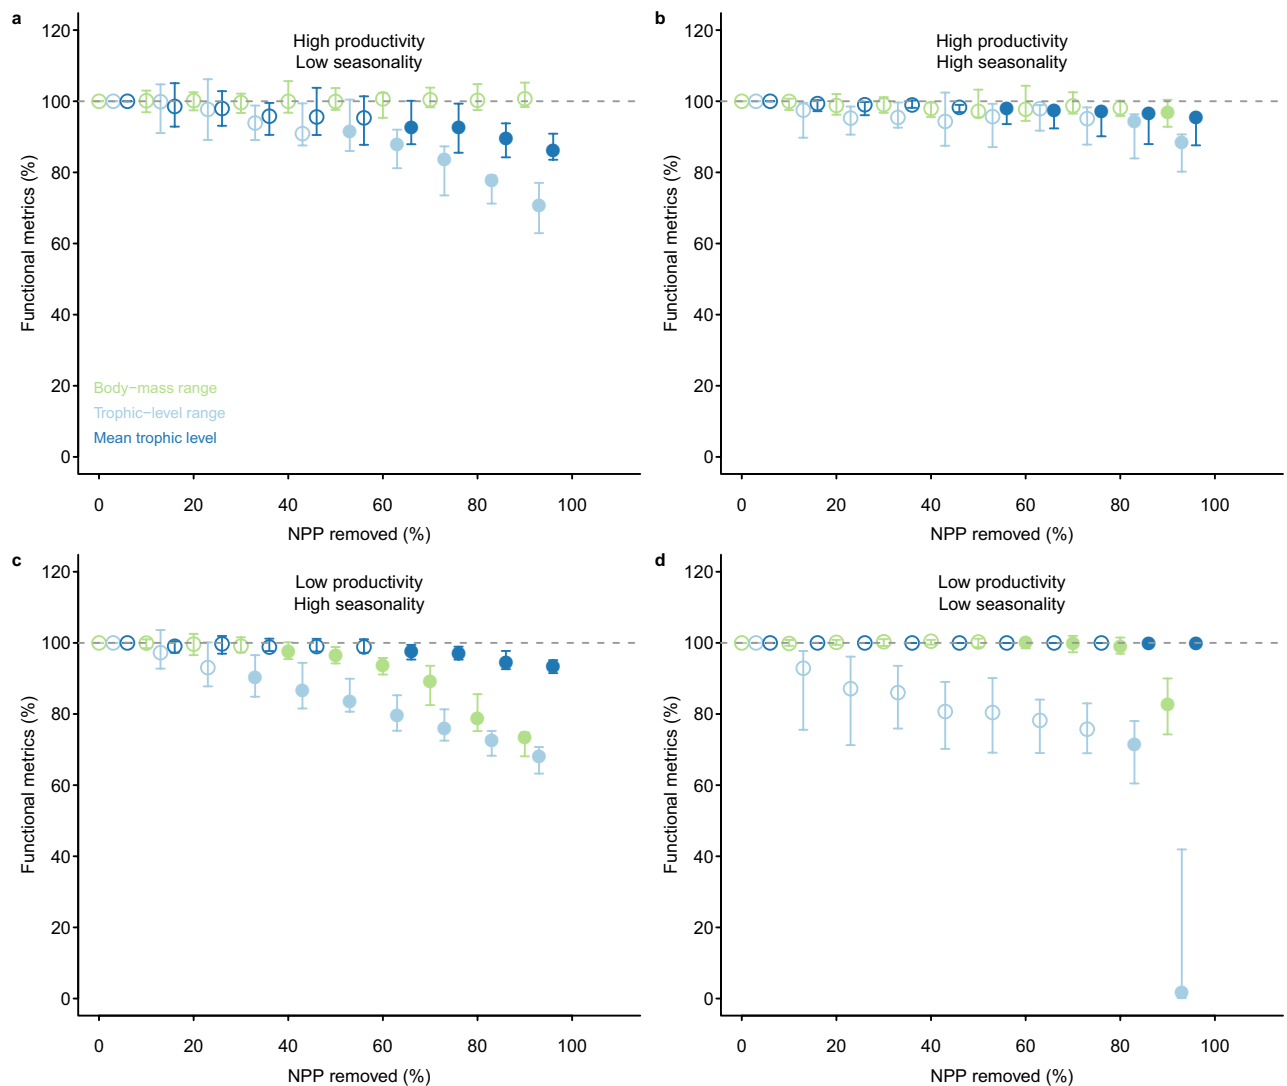 a
High productivity
Low seasonality
Functional metrics (%)
120
100
80
60
40
20
0
Body−mass range
Trophic−level range
Mean trophic level
0 20 40 60 80 100
NPP removed (%)
b
High productivity
High seasonality
Functional metrics (%)
120
100
80
60
40
20
0
0 20 40 60 80 100
NPP removed (%)
c
Low productivity
High seasonality
Functional metrics (%)
120
100
80
60
40
20
0
0 20 40 60 80 100
NPP removed (%)
d
Low productivity
Low seasonality
Functional metrics (%)
120
100
80
60
40
20
0
0 20 40 60 80 100
NPP removed (%)